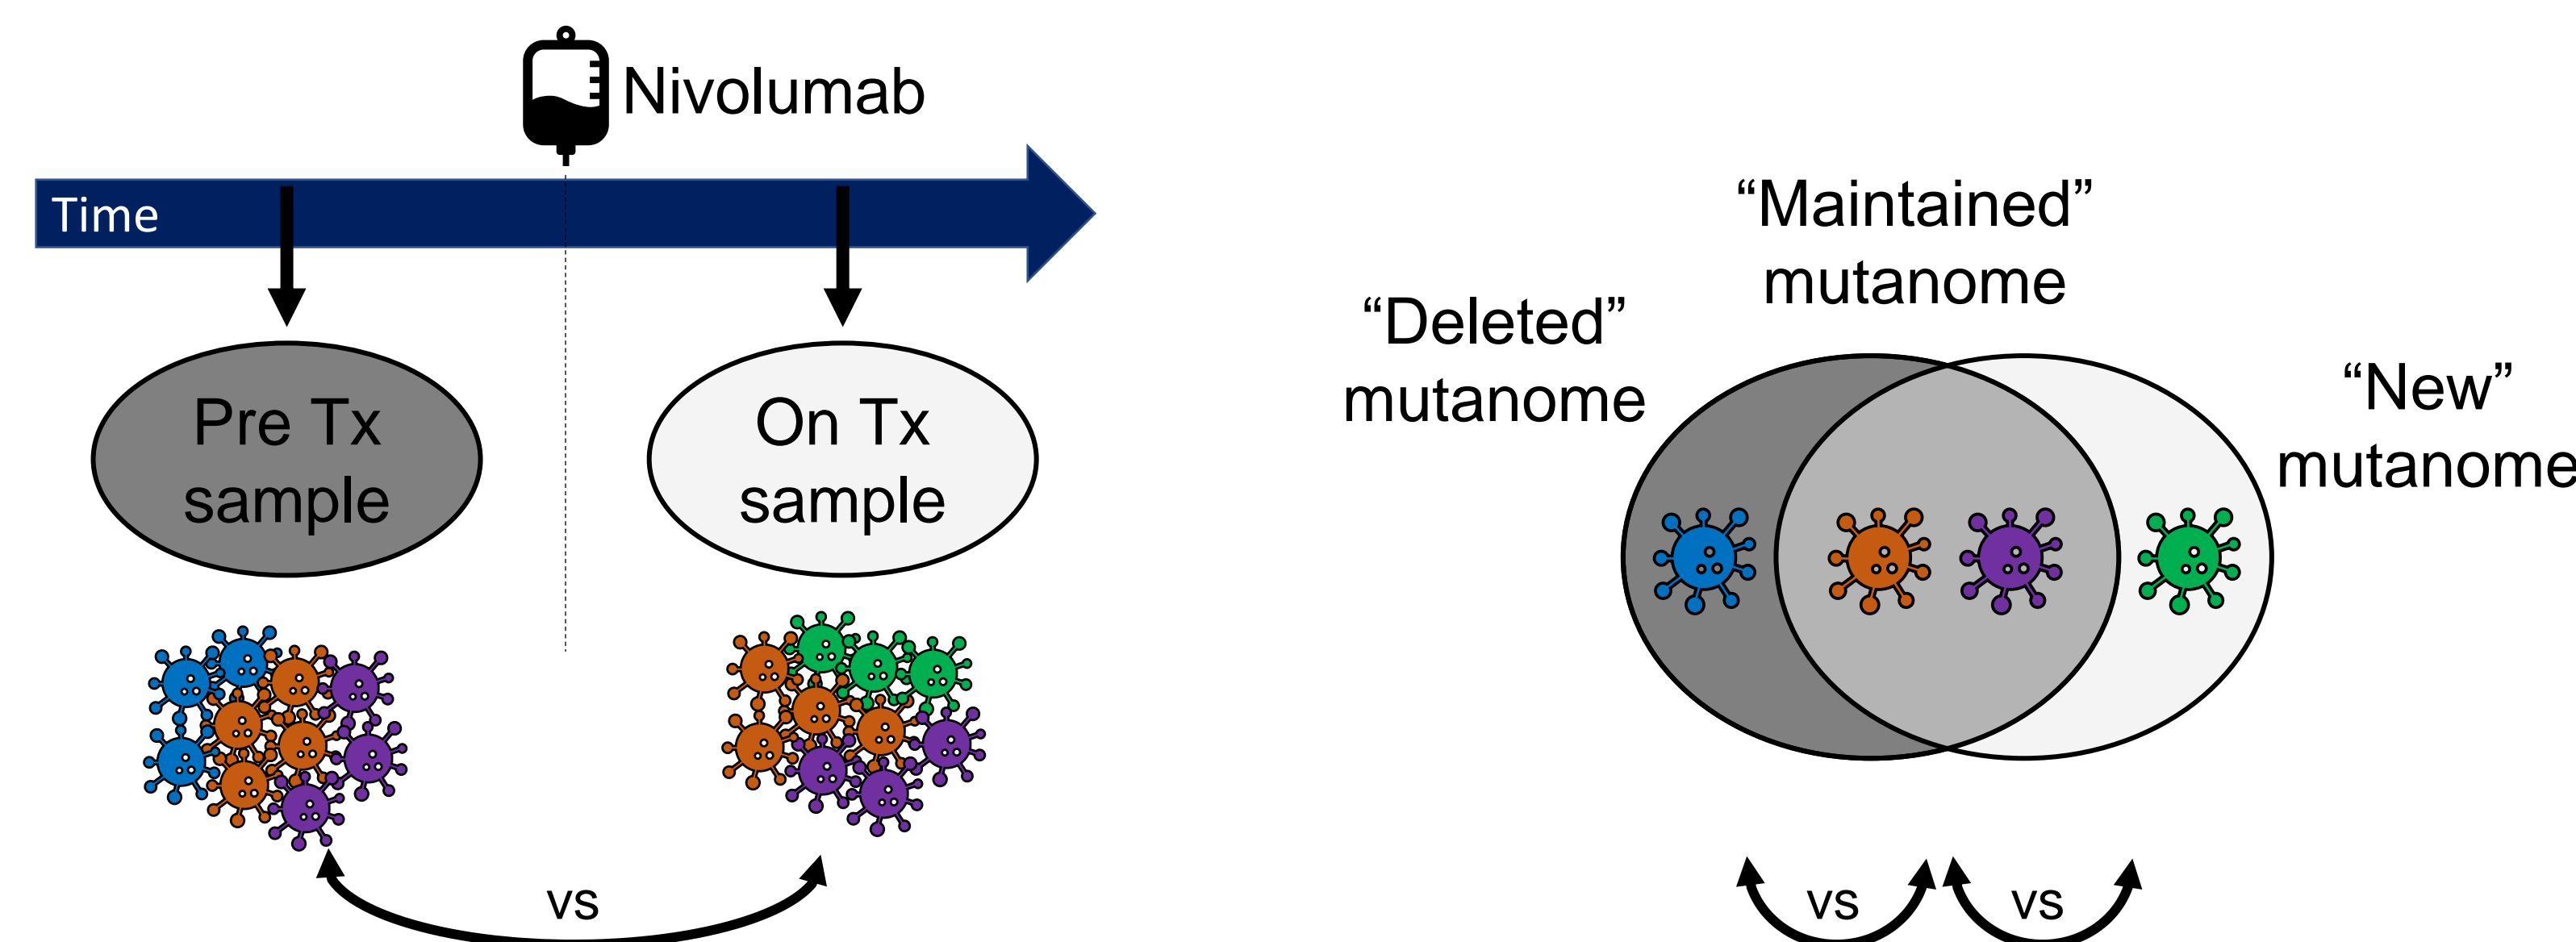 Nivolumab
Time
Pre Tx
sample
On Tx
sample
vs
“Maintained”
mutanome
“Deleted”
mutanome
“New”
mutanome
vs
vs